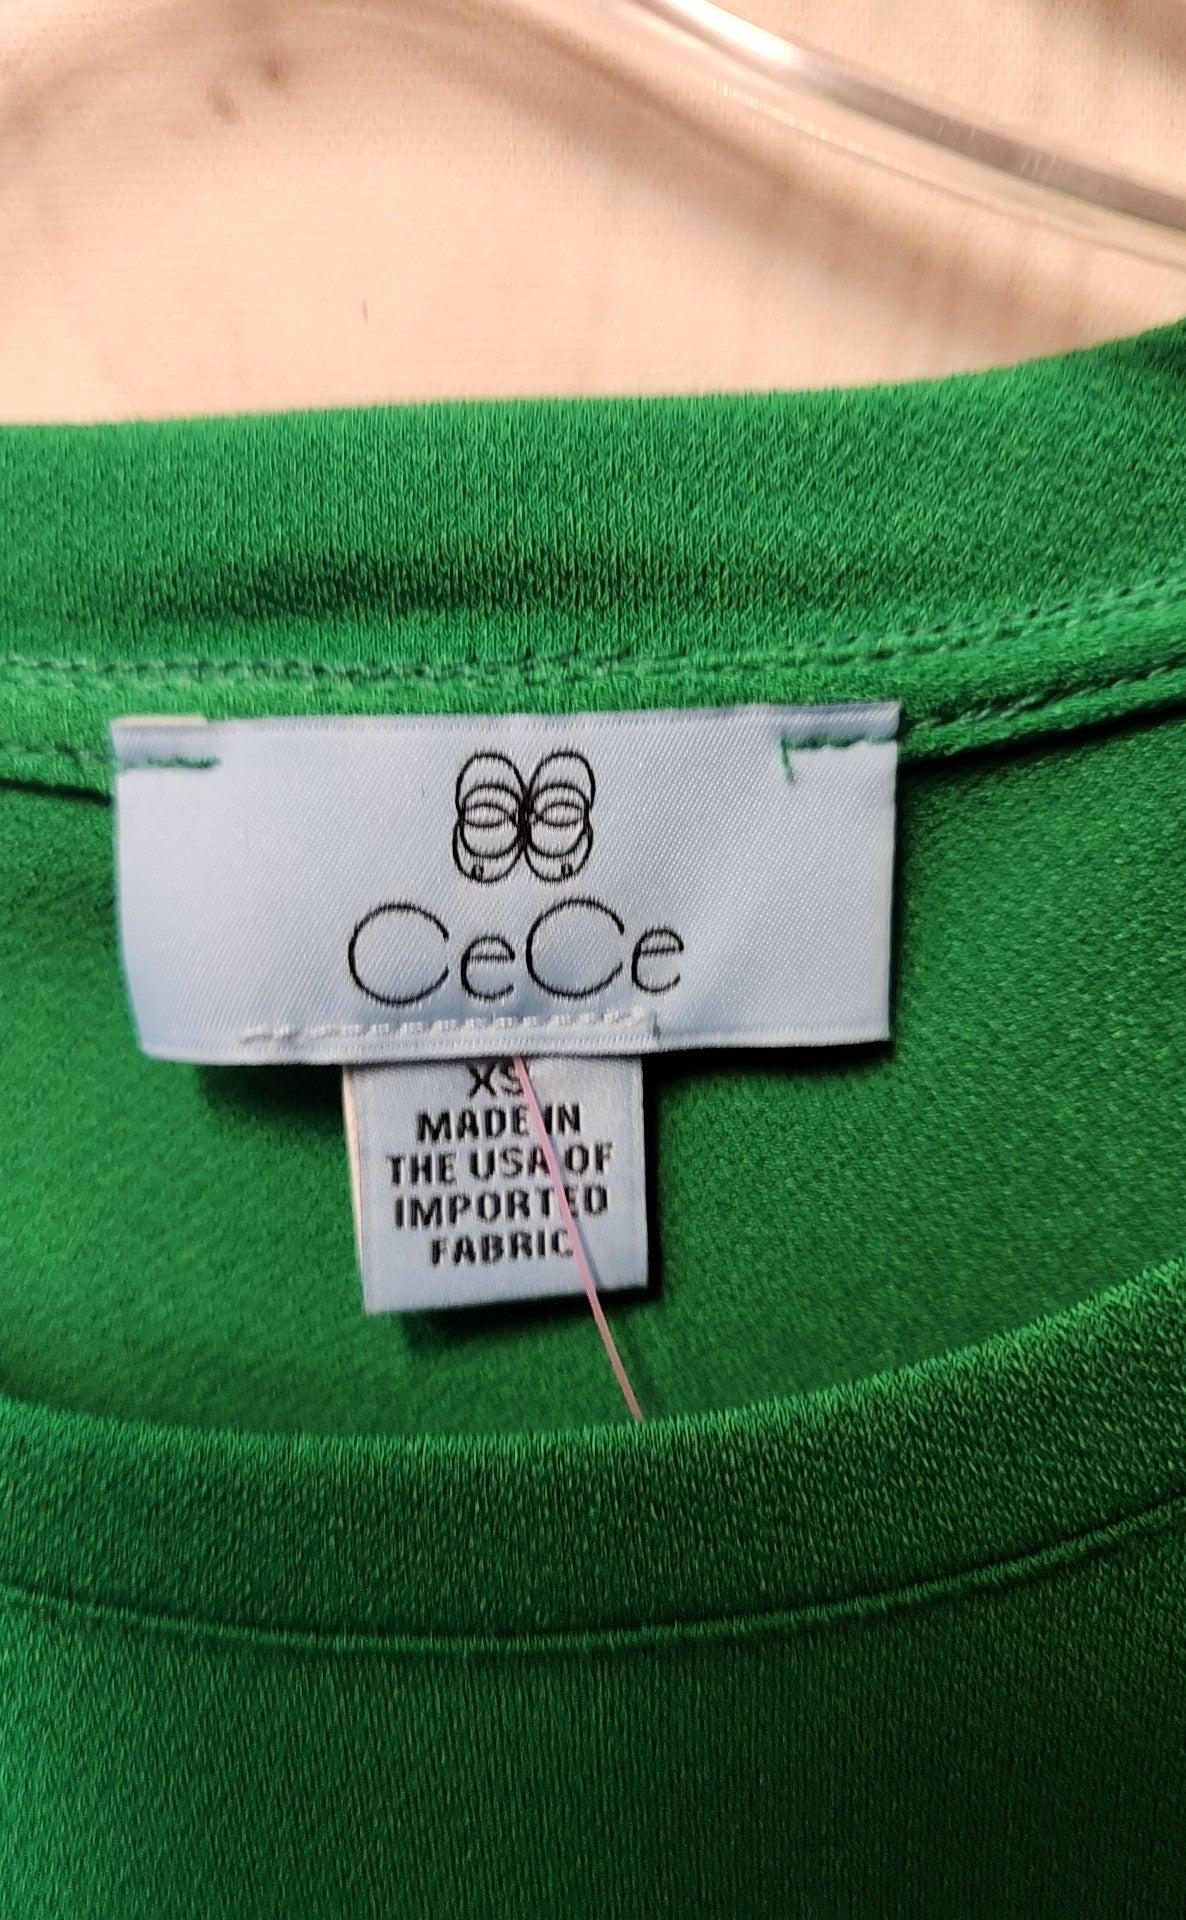 CeCe
XS
MADE IN
THE USA OF
IMPORTED
FABRIC